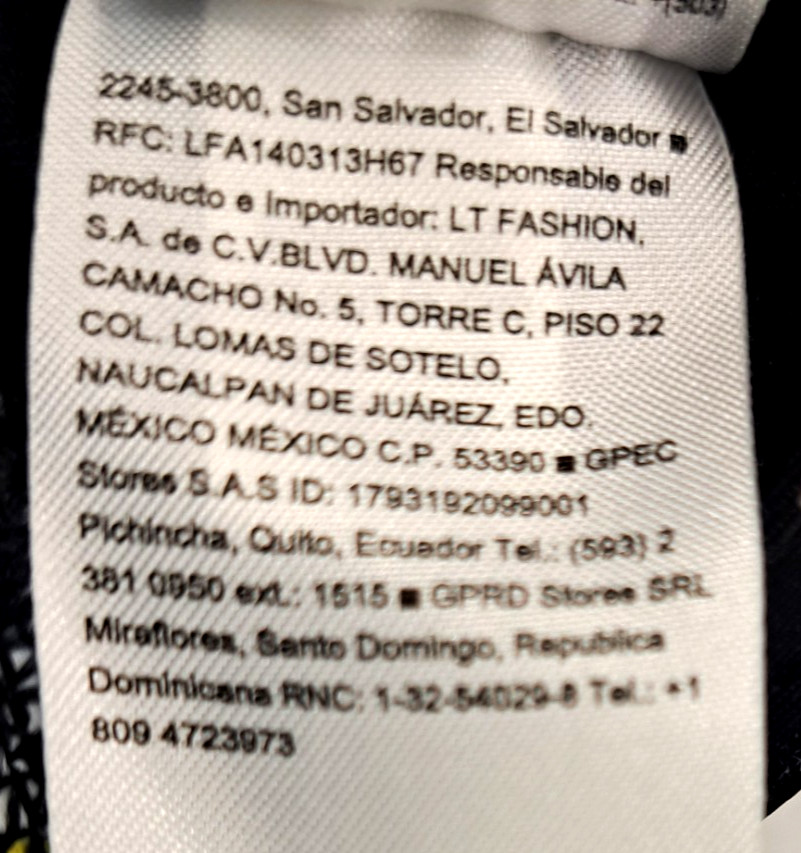 (503)
2245-3800, San Salvador, El Salvador ■
RFC: LFA140313H67 Responsable del
producto e Importador: LT FASHION,
S.A. de C.V.BLVD. MANUEL ÁVILA
CAMACHO No. 5, TORRE C, PISO 22
COL. LOMAS DE SOTELO,
NAUCALPAN DE JUÁREZ, EDO.
MÉXICO MÉXICO C.P. 53390 ■ GPEC
Stores S.A.S ID: 1793192099001
Pichincha, Quito, Ecuador Tel.: (593) 2
381 0950 ext.: 1515 ■ GPRD Stores SRL
Miraflores, Santo Domingo, Republica
Dominicana RNC: 1-32-54029-8 Tel.: +1
809 4723973